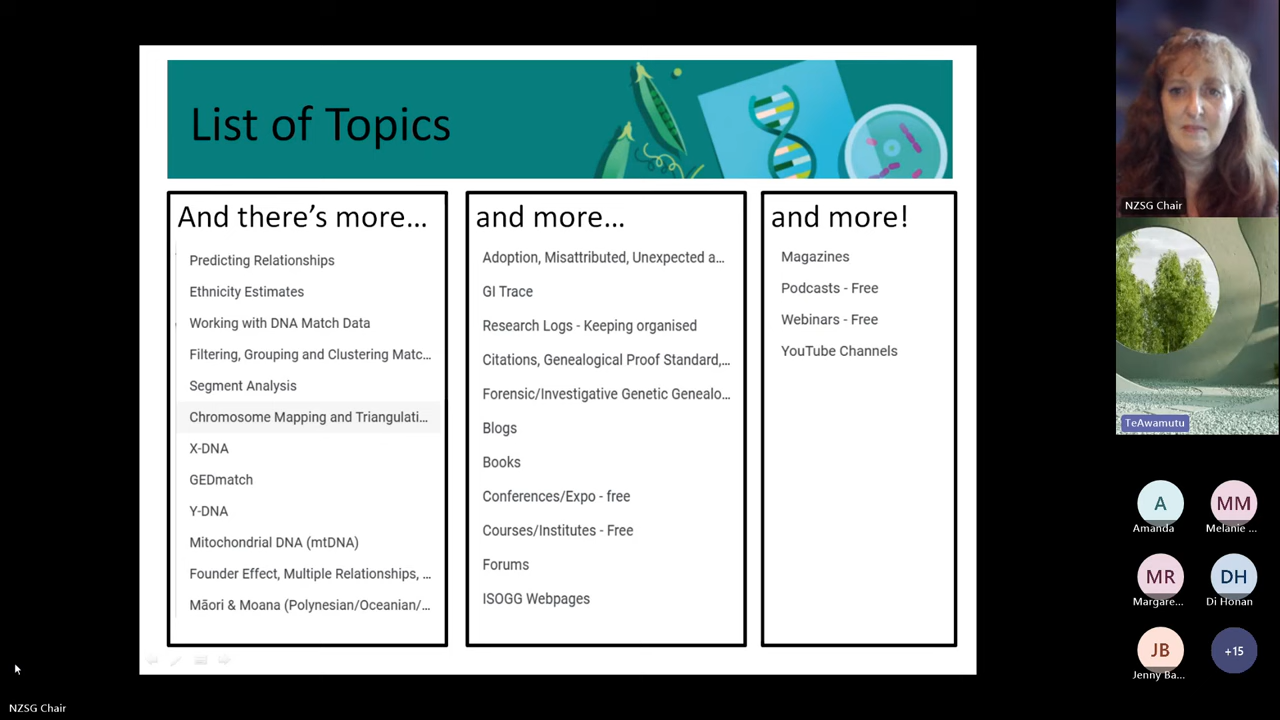 List of Topics
And there's more...
Predicting Relationships
Ethnicity Estimates
Working with DNA Match Data
Filtering, Grouping and Clustering Matc...
Segment Analysis
Chromosome Mapping and Triangulati...
X-DNA
GEDmatch
Y-DNA
Mitochondrial DNA (mtDNA)
Founder Effect, Multiple Relationships, ...
Māori & Moana (Polynesian/Oceanian/...
and more...
Adoption, Misattributed, Unexpected a...
GI Trace
Research Logs - Keeping organised
Citations, Genealogical Proof Standard,...
Forensic/Investigative Genetic Genealo...
Blogs
Books
Conferences/Expo - free
Courses/Institutes - Free
Forums
ISOGG Webpages
and more!
Magazines
Podcasts - Free
Webinars - Free
YouTube Channels
NZSG Chair
TeAwamutu
A
Amanda
MM
Melanie ...
MR
Margare...
DH
Di Honan
JB
Jenny Ba...
+15
NZSG Chair